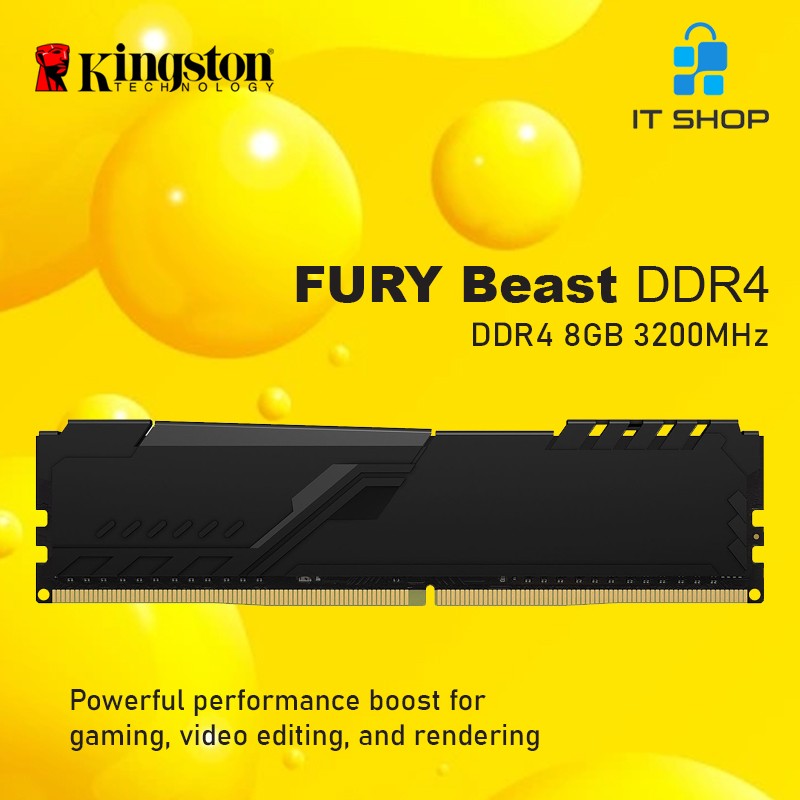 Kingston
TECHNOLOGY
IT SHOP
FURY Beast DDR4
DDR4 8GB 3200MHz
Powerful performance boost for
gaming, video editing, and rendering